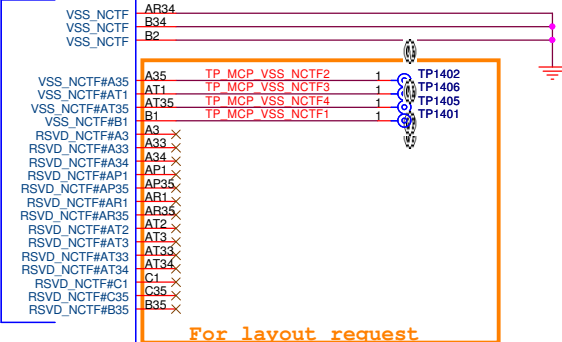 VSS_NCTF AR34
VSS_NCTF B34
VSS_NCTF B2
VSS_NCTF#A35 A35 TP_MCP_VSS_NCTF2 1 TP1402
VSS_NCTF#AT1 AT1 TP_MCP_VSS_NCTF3 1 TP1406
VSS_NCTF#AT35 AT35 TP_MCP_VSS_NCTF4 1 TP1405
VSS_NCTF#B1 B1 TP_MCP_VSS_NCTF1 1 TP1401
RSVD_NCTF#A3 A3
RSVD_NCTF#A33 A33
RSVD_NCTF#A34 A34
RSVD_NCTF#AP1 AP1
RSVD_NCTF#AP35 AP35
RSVD_NCTF#AR1 AR1
RSVD_NCTF#AR35 AR35
RSVD_NCTF#AT2 AT2
RSVD_NCTF#AT3 AT3
RSVD_NCTF#AT33 AT33
RSVD_NCTF#AT34 AT34
RSVD_NCTF#C1 C1
RSVD_NCTF#C35 C35
RSVD_NCTF#B35 B35
For layout request